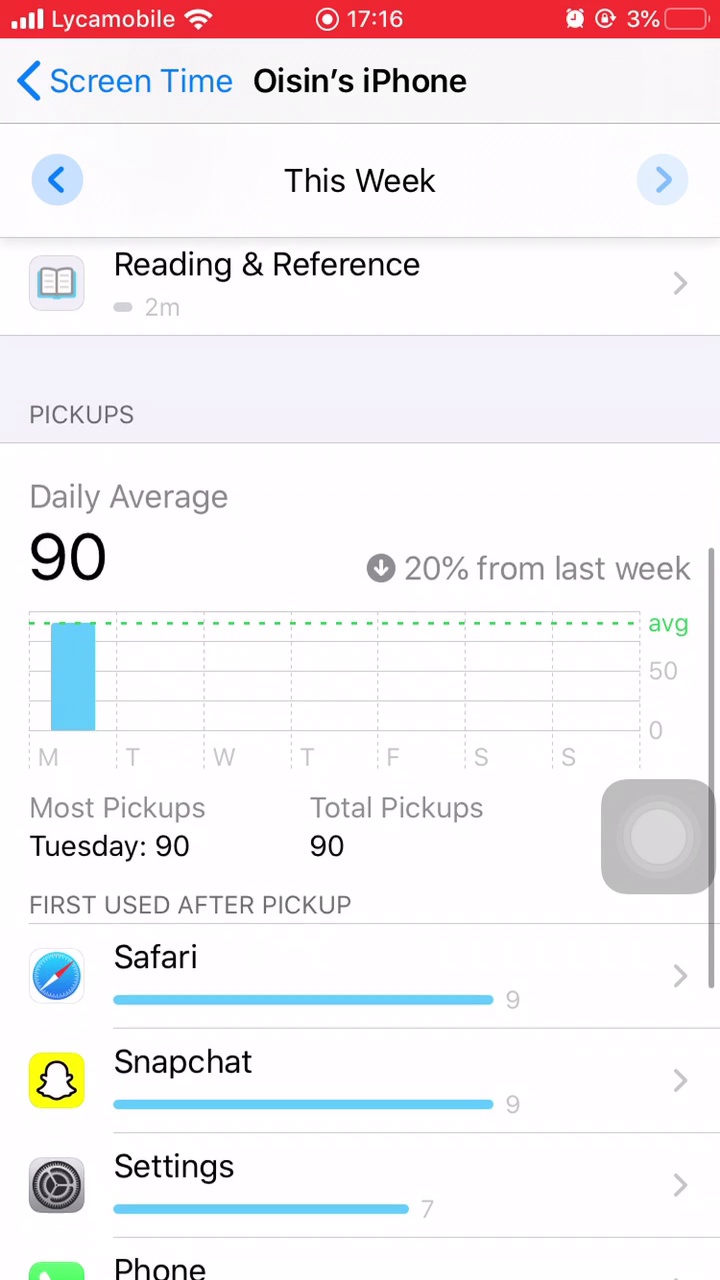 Lycamobile 17:16 3%
Screen Time Oisin’s iPhone
This Week
Reading & Reference
2m
PICKUPS
Daily Average
90
20% from last week
avg
50
0
M T W T F S S
Most Pickups Total Pickups
Tuesday: 90 90
FIRST USED AFTER PICKUP
Safari
9
Snapchat
9
Settings
7
Phone